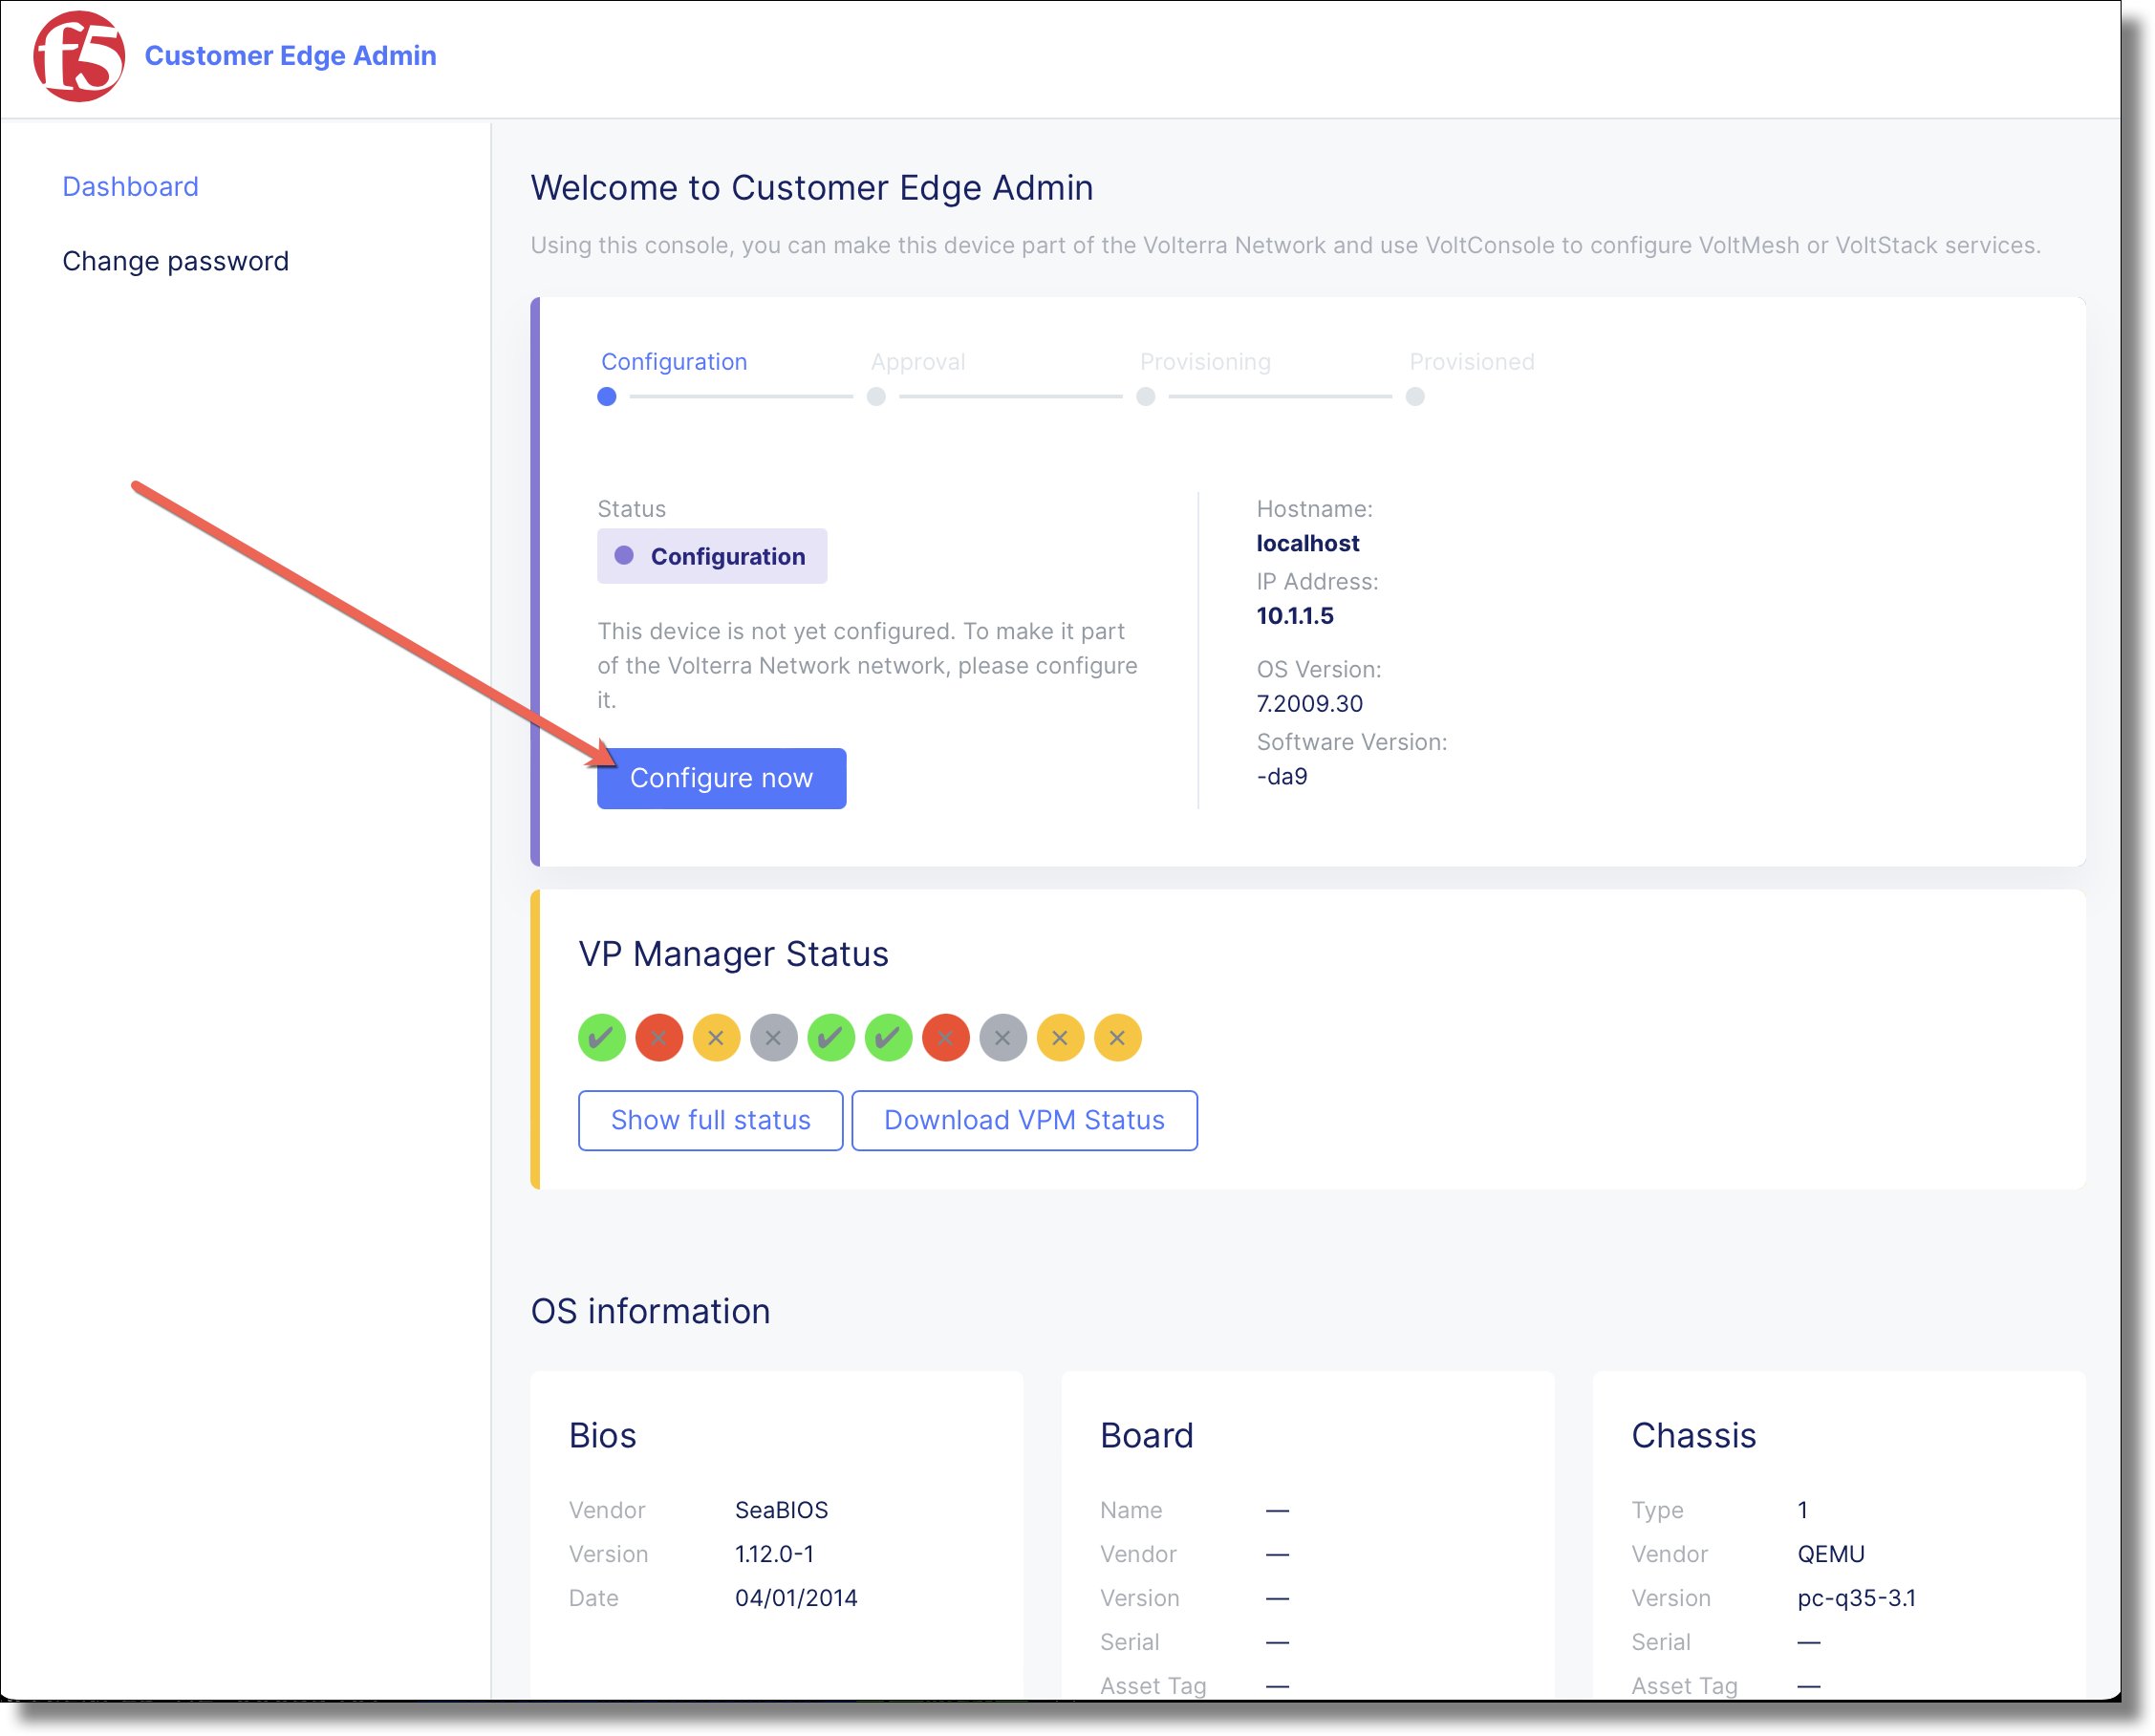 f5 Customer Edge Admin
Dashboard
Change password
Welcome to Customer Edge Admin
Using this console, you can make this device part of the Volterra Network and use VoltConsole to configure VoltMesh or VoltStack services.
Configuration Approval Provisioning Provisioned
Status
Configuration
This device is not yet configured. To make it part
of the Volterra Network network, please configure
it.
Configure now
Hostname:
localhost
IP Address:
10.1.1.5
OS Version:
7.2009.30
Software Version:
-da9
VP Manager Status
Show full status Download VPM Status
OS information
Bios
Vendor SeaBIOS
Version 1.12.0-1
Date 04/01/2014
Board
Name —
Vendor —
Version —
Serial —
Asset Tag —
Chassis
Type 1
Vendor QEMU
Version pc-q35-3.1
Serial —
Asset Tag —